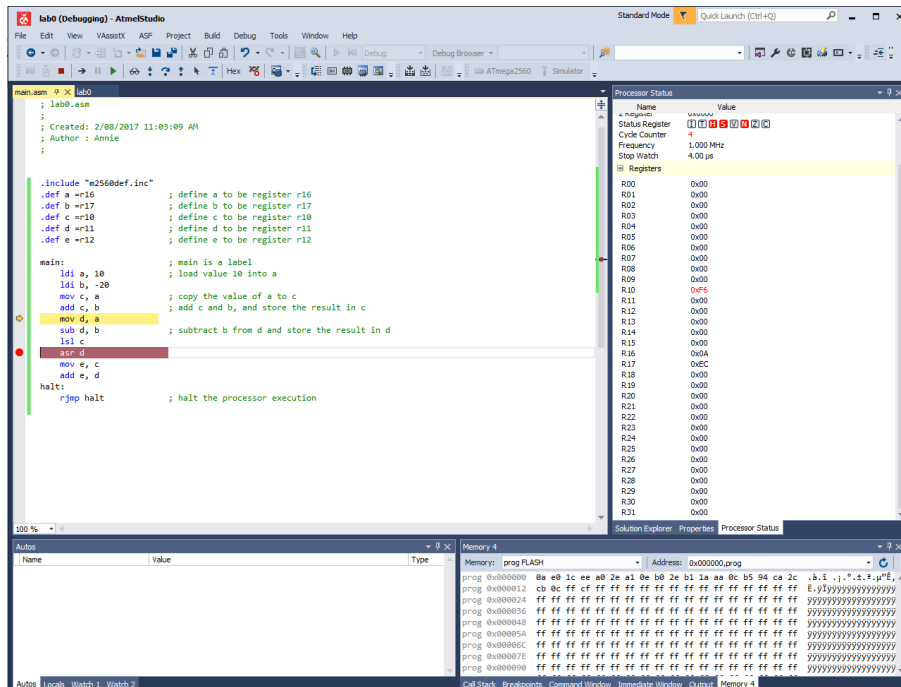 lab0 (Debugging) - AtmelStudio
Standard Mode
Quick Launch (Ctrl+Q)
File Edit View VAssistX ASF Project Build Debug Tools Window Help
Debug
Debug Browser
Hex
ATmega2560
Simulator
main.asm
lab0
; lab0.asm
;
; Created: 2/08/2017 11:03:09 AM
; Author : Annie
;
.include "m2560def.inc"
.def a =r16 ; define a to be register r16
.def b =r17 ; define b to be register r17
.def c =r10 ; define c to be register r10
.def d =r11 ; define d to be register r11
.def e =r12 ; define e to be register r12
main: ; main is a label
ldi a, 10 ; load value 10 into a
ldi b, -20
mov c, a ; copy the value of a to c
add c, b ; add c and b, and store the result in c
mov d, a
sub d, b ; subtract b from d and store the result in d
lsl c
asr d
mov e, c
add e, d
halt:
rjmp halt ; halt the processor execution
100 %
Processor Status
Name Value
Z Register 0x0000
Status Register I T H S V N Z C
Cycle Counter 4
Frequency 1.000 MHz
Stop Watch 4.00 µs
Registers
R00 0x00
R01 0x00
R02 0x00
R03 0x00
R04 0x00
R05 0x00
R06 0x00
R07 0x00
R08 0x00
R09 0x00
R10 0xF6
R11 0x00
R12 0x00
R13 0x00
R14 0x00
R15 0x00
R16 0x0A
R17 0xEC
R18 0x00
R19 0x00
R20 0x00
R21 0x00
R22 0x00
R23 0x00
R24 0x00
R25 0x00
R26 0x00
R27 0x00
R28 0x00
R29 0x00
R30 0x00
R31 0x00
Solution Explorer Properties Processor Status
Autos
Name Value Type
Autos Locals Watch 1 Watch 2
Memory 4
Memory: prog FLASH Address: 0x000000,prog
prog 0x000000 0a e0 1c ee a0 2e a1 0e b0 2e b1 1a aa 0c b5 94 ca 2c .à.î .¡.°.±.ª.µ"Ê,
prog 0x000012 cb 0c ff cf ff ff ff ff ff ff ff ff ff ff ff ff ff ff Ë.ÿÏÿÿÿÿÿÿÿÿÿÿÿÿÿÿ
prog 0x000024 ff ff ff ff ff ff ff ff ff ff ff ff ff ff ff ff ff ff ÿÿÿÿÿÿÿÿÿÿÿÿÿÿÿÿÿÿ
prog 0x000036 ff ff ff ff ff ff ff ff ff ff ff ff ff ff ff ff ff ff ÿÿÿÿÿÿÿÿÿÿÿÿÿÿÿÿÿÿ
prog 0x000048 ff ff ff ff ff ff ff ff ff ff ff ff ff ff ff ff ff ff ÿÿÿÿÿÿÿÿÿÿÿÿÿÿÿÿÿÿ
prog 0x00005A ff ff ff ff ff ff ff ff ff ff ff ff ff ff ff ff ff ff ÿÿÿÿÿÿÿÿÿÿÿÿÿÿÿÿÿÿ
prog 0x00006C ff ff ff ff ff ff ff ff ff ff ff ff ff ff ff ff ff ff ÿÿÿÿÿÿÿÿÿÿÿÿÿÿÿÿÿÿ
prog 0x00007E ff ff ff ff ff ff ff ff ff ff ff ff ff ff ff ff ff ff ÿÿÿÿÿÿÿÿÿÿÿÿÿÿÿÿÿÿ
prog 0x000090 ff ff ff ff ff ff ff ff ff ff ff ff ff ff ff ff ff ff ÿÿÿÿÿÿÿÿÿÿÿÿÿÿÿÿÿÿ
Call Stack Breakpoints Command Window Immediate Window Output Memory 4